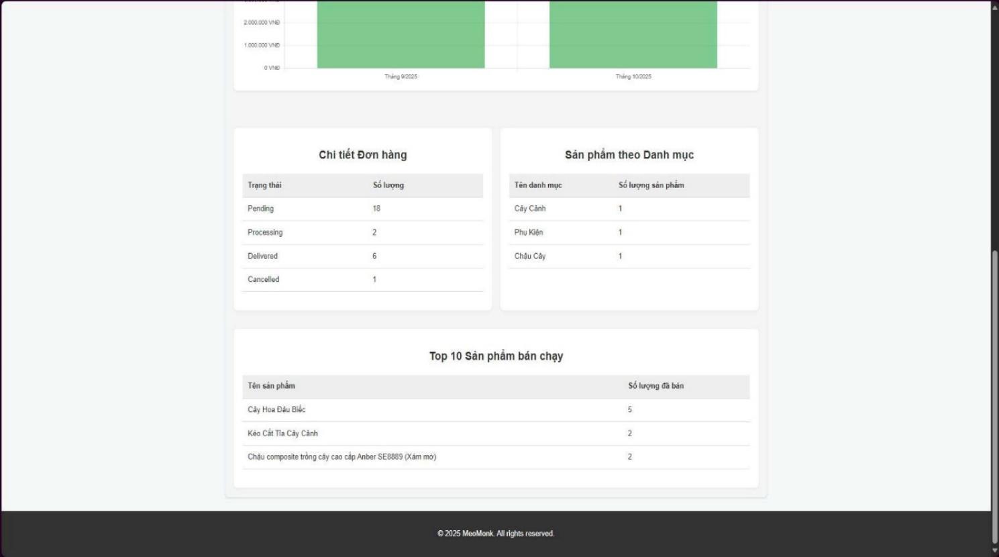 2.000.000 VNĐ
1.000.000 VNĐ
0 VNĐ
Tháng 9/2025 Tháng 10/2025
Chi tiết Đơn hàng
Trạng thái Số lượng
Pending 18
Processing 2
Delivered 6
Cancelled 1
Sản phẩm theo Danh mục
Tên danh mục Số lượng sản phẩm
Cây Cảnh 1
Phụ Kiện 1
Chậu Cây 1
Top 10 Sản phẩm bán chạy
Tên sản phẩm Số lượng đã bán
Cây Hoa Đậu Biếc 5
Kéo Cắt Tỉa Cây Cảnh 2
Chậu composite trồng cây cao cấp Anber SE8889 (Xám mờ) 2
© 2025 MeoMonk. All rights reserved.